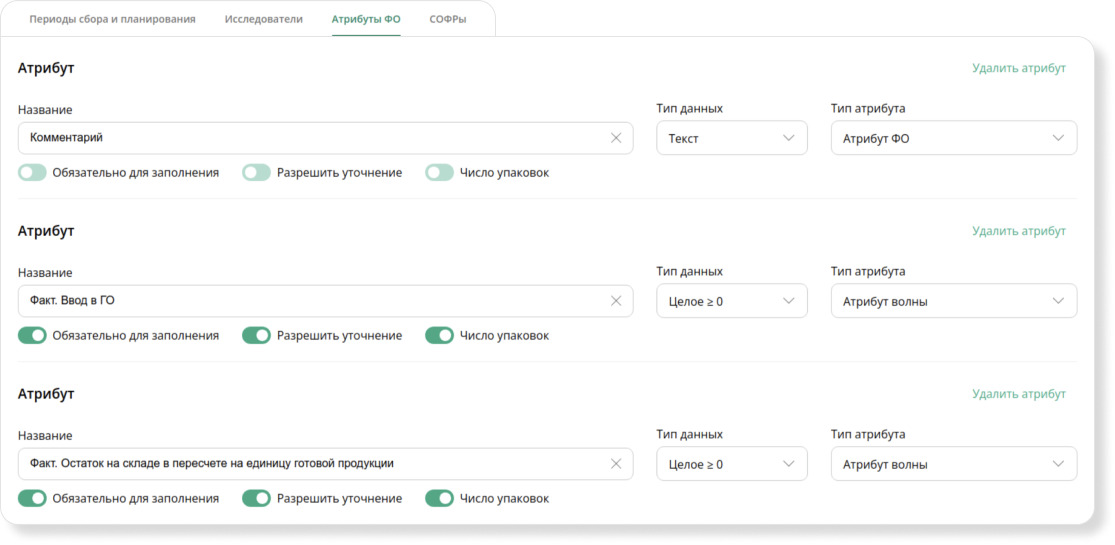 Периоды сбора и планирования Исследователи Атрибуты ФО СОФРы
Атрибут Удалить атрибут
Название Тип данных Тип атрибута
Комментарий Текст Атрибут ФО
Обязательно для заполнения Разрешить уточнение Число упаковок
Атрибут Удалить атрибут
Название Тип данных Тип атрибута
Факт. Ввод в ГО Целое ≥ 0 Атрибут волны
Обязательно для заполнения Разрешить уточнение Число упаковок
Атрибут Удалить атрибут
Название Тип данных Тип атрибута
Факт. Остаток на складе в пересчете на единицу готовой продукции Целое ≥ 0 Атрибут волны
Обязательно для заполнения Разрешить уточнение Число упаковок